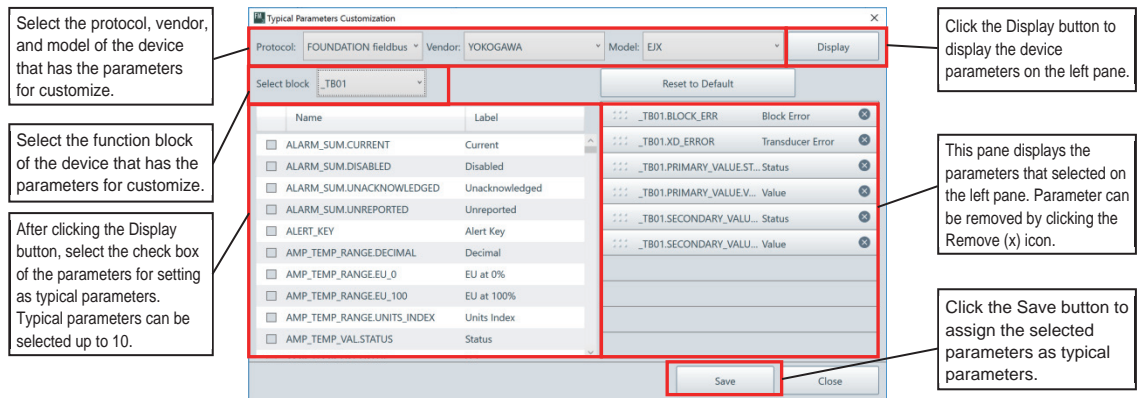 Select the protocol, vendor,
and model of the device
that has the parameters
for customize.
Select the function block
of the device that has the
parameters for customize.
After clicking the Display
button, select the check box
of the parameters for setting
as typical parameters.
Typical parameters can be
selected up to 10.
FM Typical Parameters Customization
Protocol: FOUNDATION fieldbus Vendor: YOKOGAWA Model: EJX Display
Select block _TB01 Reset to Default
Name Label
ALARM_SUM.CURRENT Current
ALARM_SUM.DISABLED Disabled
ALARM_SUM.UNACKNOWLEDGED Unacknowledged
ALARM_SUM.UNREPORTED Unreported
ALERT_KEY Alert Key
AMP_TEMP_RANGE.DECIMAL Decimal
AMP_TEMP_RANGE.EU_0 EU at 0%
AMP_TEMP_RANGE.EU_100 EU at 100%
AMP_TEMP_RANGE.UNITS_INDEX Units Index
AMP_TEMP_VAL.STATUS Status
_TB01.BLOCK_ERR Block Error
_TB01.XD_ERROR Transducer Error
_TB01.PRIMARY_VALUE.ST... Status
_TB01.PRIMARY_VALUE.V... Value
_TB01.SECONDARY_VALU... Status
_TB01.SECONDARY_VALU... Value
Save Close
Click the Display button to
display the device
parameters on the left pane.
This pane displays the
parameters that selected on
the left pane. Parameter can
be removed by clicking the
Remove (x) icon.
Click the Save button to
assign the selected
parameters as typical
parameters.